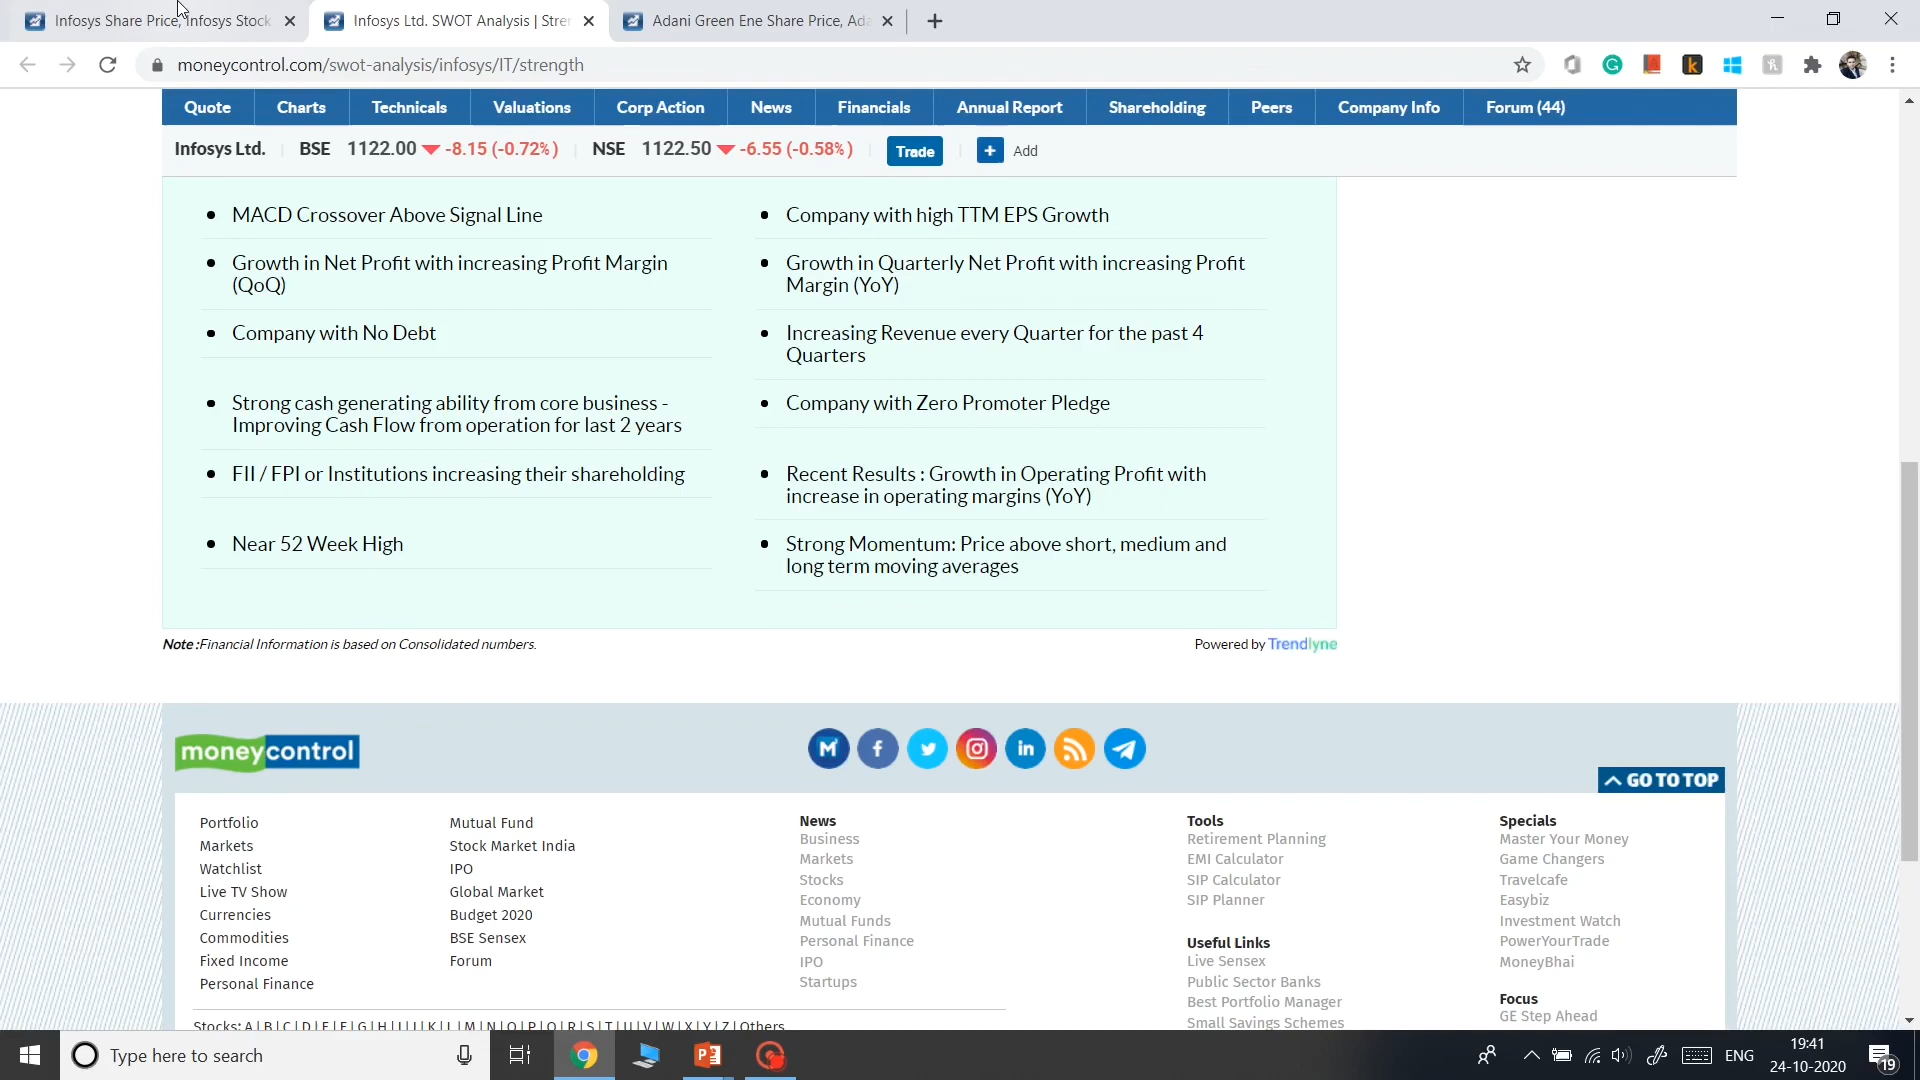 Infosys Share Price, Infosys Stock
Infosys Ltd. SWOT Analysis | Stren
Adani Green Ene Share Price, Ada
moneycontrol.com/swot-analysis/infosys/IT/strength
Quote Charts Technicals Valuations Corp Action News Financials Annual Report Shareholding Peers Company Info Forum (44)
Infosys Ltd. BSE 1122.00 -8.15 (-0.72%) NSE 1122.50 -6.55 (-0.58%) Trade + Add
MACD Crossover Above Signal Line
Growth in Net Profit with increasing Profit Margin
(QoQ)
Company with No Debt
Strong cash generating ability from core business -
Improving Cash Flow from operation for last 2 years
FII / FPI or Institutions increasing their shareholding
Near 52 Week High
Company with high TTM EPS Growth
Growth in Quarterly Net Profit with increasing Profit
Margin (YoY)
Increasing Revenue every Quarter for the past 4
Quarters
Company with Zero Promoter Pledge
Recent Results : Growth in Operating Profit with
increase in operating margins (YoY)
Strong Momentum: Price above short, medium and
long term moving averages
Note :Financial Information is based on Consolidated numbers.
Powered by Trendlyne
moneycontrol
GO TO TOP
Portfolio
Markets
Watchlist
Live TV Show
Currencies
Commodities
Fixed Income
Personal Finance
Mutual Fund
Stock Market India
IPO
Global Market
Budget 2020
BSE Sensex
Forum
News
Business
Markets
Stocks
Economy
Mutual Funds
Personal Finance
IPO
Startups
Tools
Retirement Planning
EMI Calculator
SIP Calculator
SIP Planner
Useful Links
Live Sensex
Public Sector Banks
Best Portfolio Manager
Small Savings Schemes
Specials
Master Your Money
Game Changers
Travelcafe
Easybiz
Investment Watch
PowerYourTrade
MoneyBhai
Focus
GE Step Ahead
Stocks: A | B | C | D | E | F | G | H | I | J | K | L | M | N | O | P | Q | R | S | T | U | V | W | X | Y | Z | Others
Type here to search
ENG
19:41
24-10-2020
19